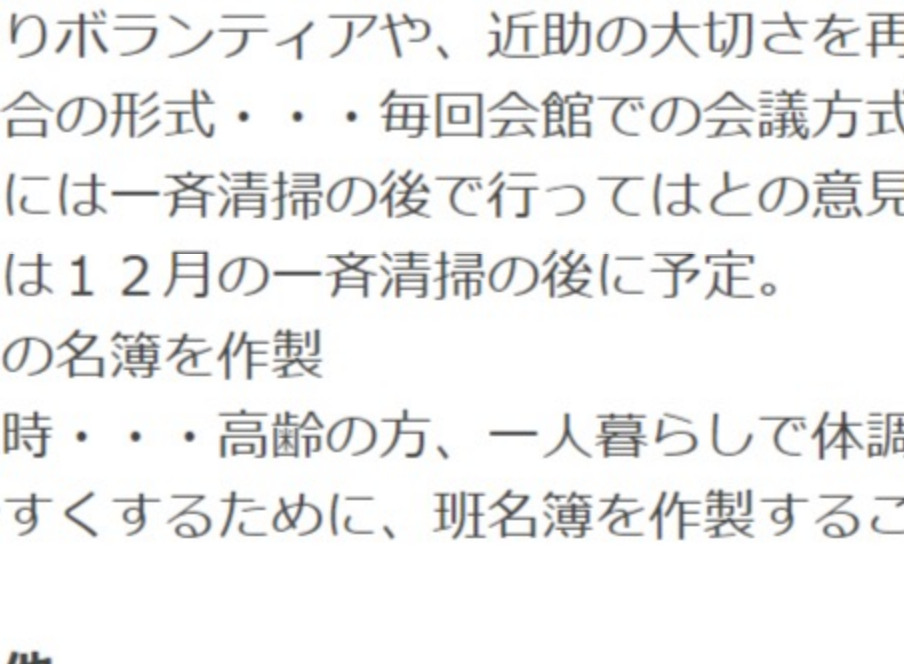 りボランティアや、近助の大切さを再
合の形式・・・毎回会館での会議方式
には一斉清掃の後で行ってはとの意見
は１２月の一斉清掃の後に予定。
の名簿を作製
時・・・高齢の方、一人暮らしで体調
すくするために、班名簿を作製するこ